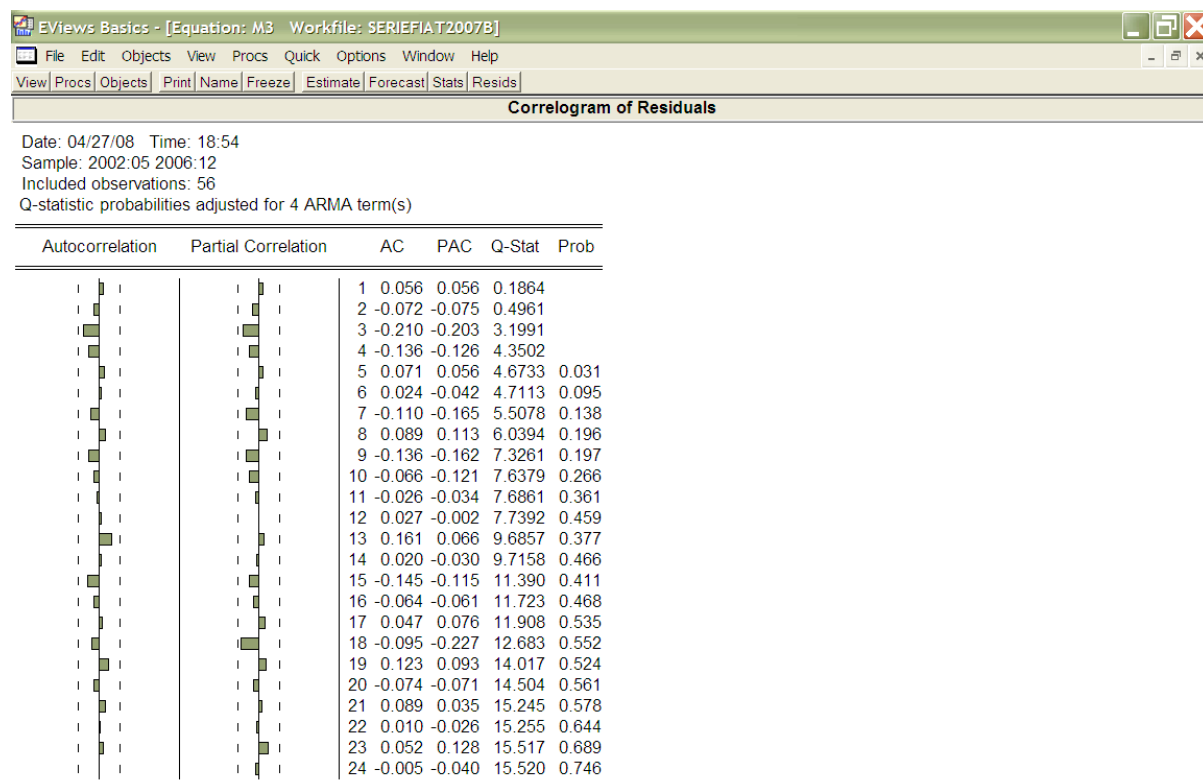 EViews Basics - [Equation: M3 Workfile: SERIEFIAT2007B]
File Edit Objects View Procs Quick Options Window Help
View Procs Objects Print Name Freeze Estimate Forecast Stats Resids
Correlogram of Residuals
Date: 04/27/08 Time: 18:54
Sample: 2002:05 2006:12
Included observations: 56
Q-statistic probabilities adjusted for 4 ARMA term(s)
Autocorrelation Partial Correlation AC PAC Q-Stat Prob
1 0.056 0.056 0.1864
2 -0.072 -0.075 0.4961
3 -0.210 -0.203 3.1991
4 -0.136 -0.126 4.3502
5 0.071 0.056 4.6733 0.031
6 0.024 -0.042 4.7113 0.095
7 -0.110 -0.165 5.5078 0.138
8 0.089 0.113 6.0394 0.196
9 -0.136 -0.162 7.3261 0.197
10 -0.066 -0.121 7.6379 0.266
11 -0.026 -0.034 7.6861 0.361
12 0.027 -0.002 7.7392 0.459
13 0.161 0.066 9.6857 0.377
14 0.020 -0.030 9.7158 0.466
15 -0.145 -0.115 11.390 0.411
16 -0.064 -0.061 11.723 0.468
17 0.047 0.076 11.908 0.535
18 -0.095 -0.227 12.683 0.552
19 0.123 0.093 14.017 0.524
20 -0.074 -0.071 14.504 0.561
21 0.089 0.035 15.245 0.578
22 0.010 -0.026 15.255 0.644
23 0.052 0.128 15.517 0.689
24 -0.005 -0.040 15.520 0.746